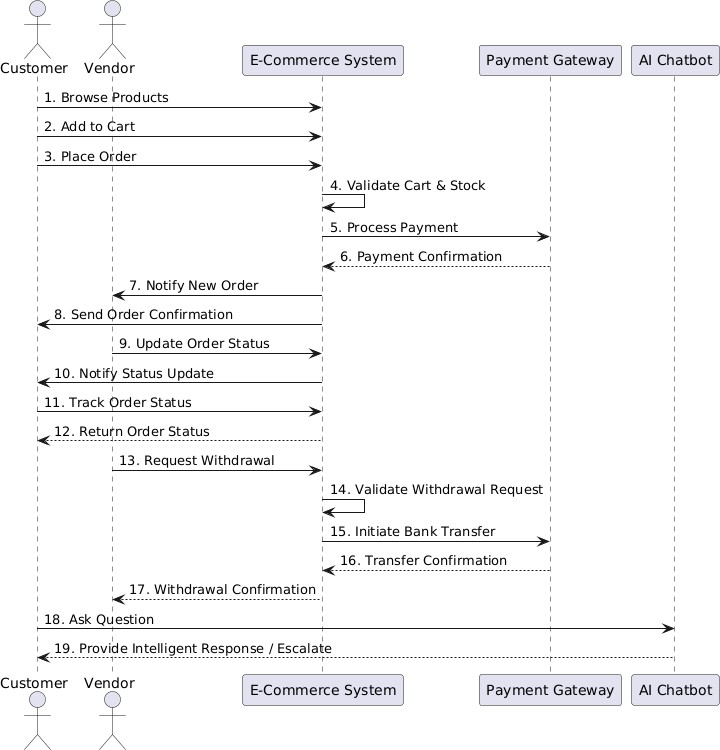 Customer
Vendor
E-Commerce System
Payment Gateway
AI Chatbot
1. Browse Products
2. Add to Cart
3. Place Order
4. Validate Cart & Stock
5. Process Payment
6. Payment Confirmation
7. Notify New Order
8. Send Order Confirmation
9. Update Order Status
10. Notify Status Update
11. Track Order Status
12. Return Order Status
13. Request Withdrawal
14. Validate Withdrawal Request
15. Initiate Bank Transfer
16. Transfer Confirmation
17. Withdrawal Confirmation
18. Ask Question
19. Provide Intelligent Response / Escalate
Customer
Vendor
E-Commerce System
Payment Gateway
AI Chatbot